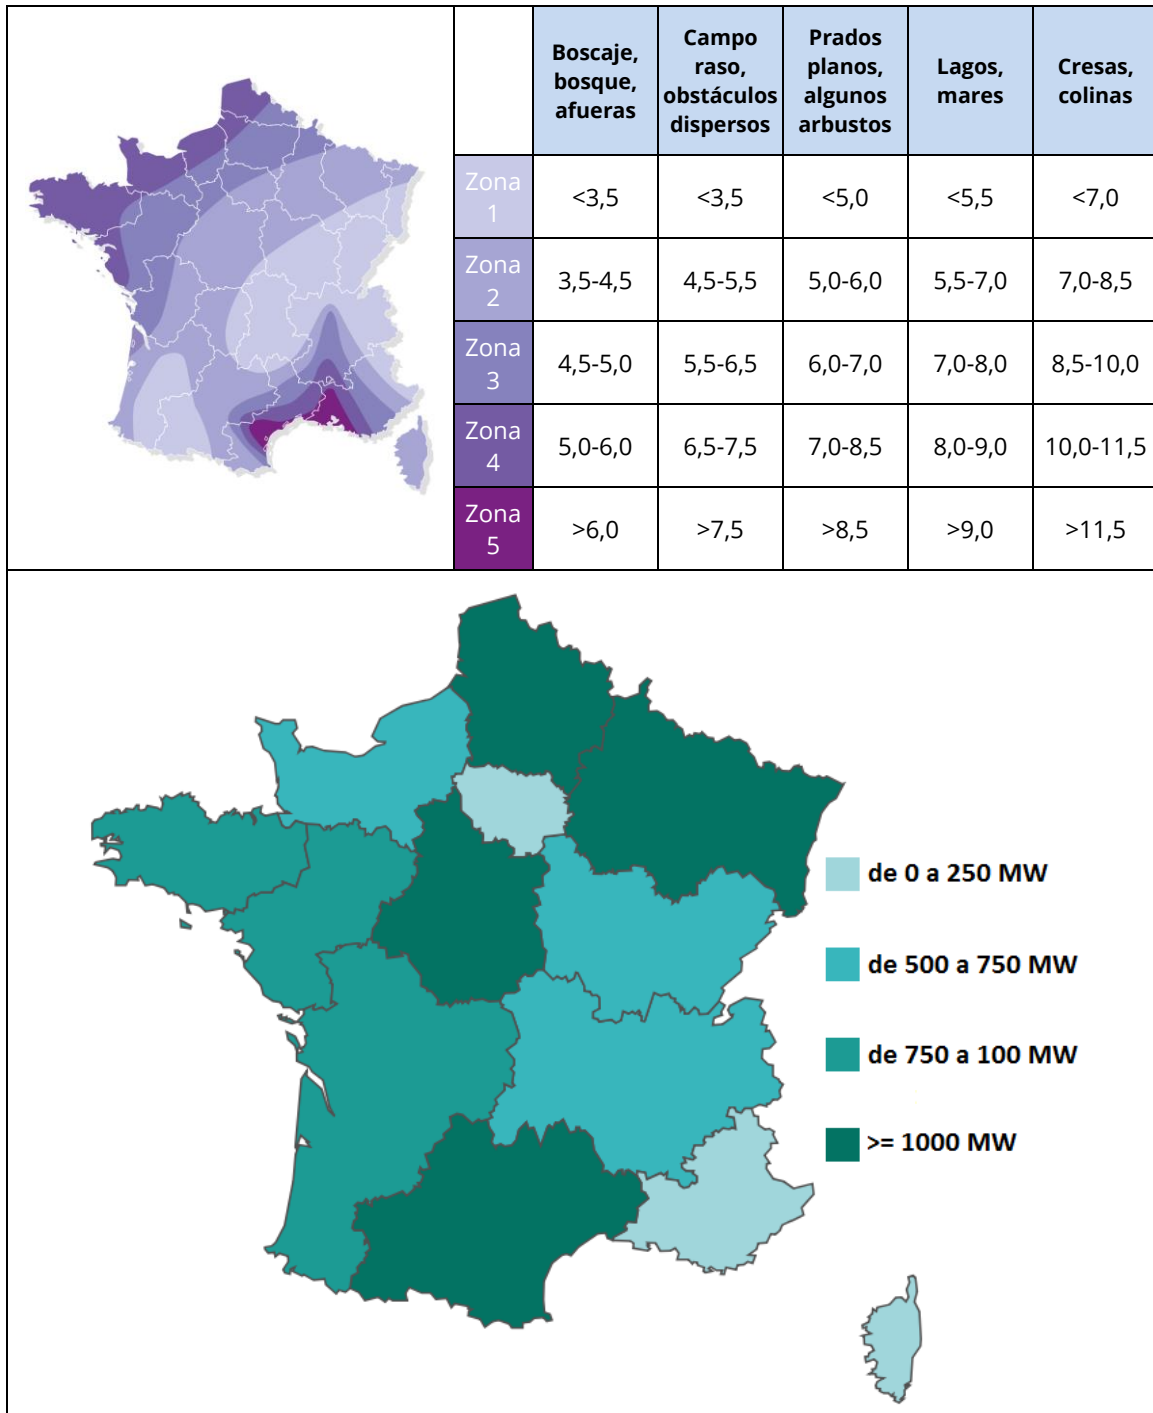 Boscaje,
bosque,
afueras
Campo
raso,
obstáculos
dispersos
Prados
planos,
algunos
arbustos
Lagos,
mares
Cresas,
colinas
Zona
1
<3,5
<3,5
<5,0
<5,5
<7,0
Zona
2
3,5-4,5
4,5-5,5
5,0-6,0
5,5-7,0
7,0-8,5
Zona
3
4,5-5,0
5,5-6,5
6,0-7,0
7,0-8,0
8,5-10,0
Zona
4
5,0-6,0
6,5-7,5
7,0-8,5
8,0-9,0
10,0-11,5
Zona
5
>6,0
>7,5
>8,5
>9,0
>11,5
de 0 a 250 MW
de 500 a 750 MW
de 750 a 100 MW
>= 1000 MW